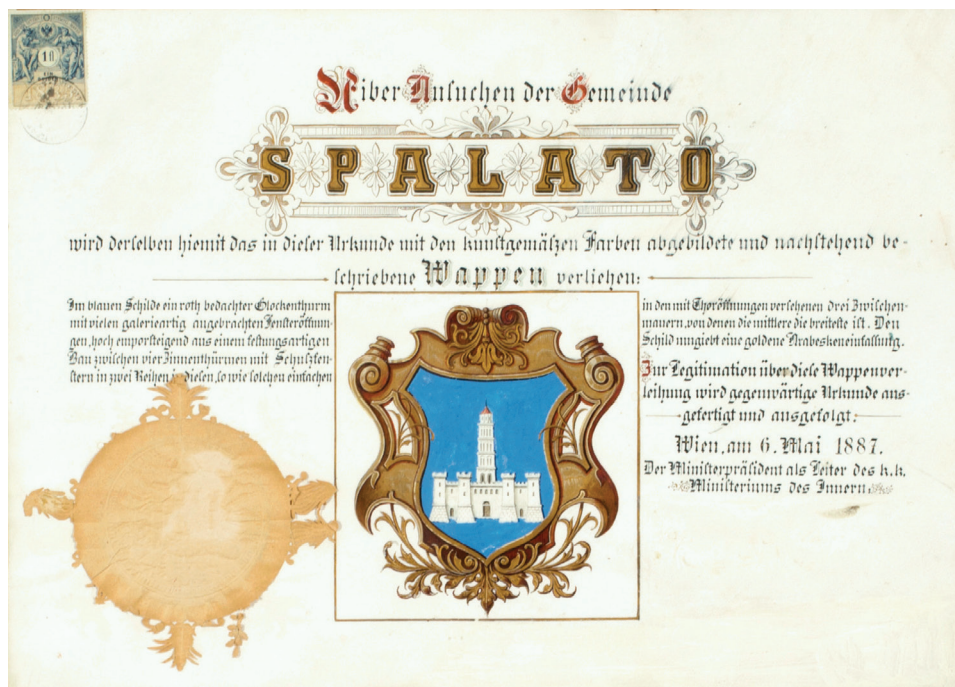 1 fl
Uiber Ansuchen der Gemeinde
SPALATO
wird derselben hiemit das in dieser Urkunde mit den kunstgemäßzen Farben abgebildete und nachstehend be-
schriebene Wappen verliehen:
Im blauen Schilde ein roth bedachter Glockenthurm
mit vielen galerieartig angebrachten Fensteröffnun-
gen, hoch emporsteigend aus einem festungsartigen
Bau zwischen vier Zinnenthürmen mit Schußzfen-
stern in zwei Reihen in diesen, so wie solchen einfachen
in den mit Thoröffnungen versehenen drei Zwischen-
mauern, von denen die mittlere die breiteste ist. Den
Schild umgiebt eine goldene Arabeskeneinfassung.
Zur Legitimation über diese Wappenver-
leihung wird gegenwärtige Urkunde aus-
gefertigt und ausgefolgt:
Wien, am 6. Mai 1887.
Der Ministerpräsident als Leiter des k.k.
Ministeriums des Innern: